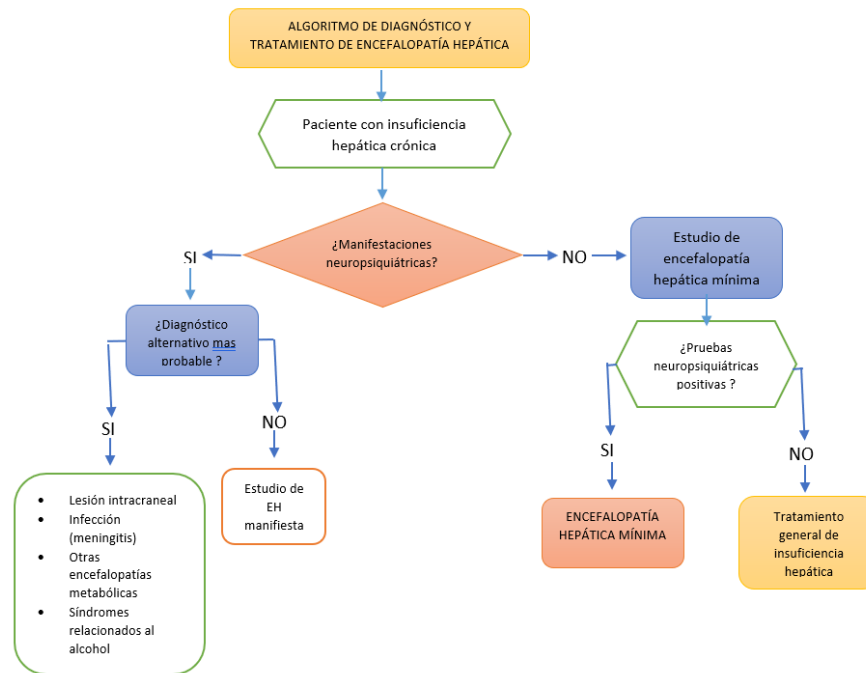 ALGORITMO DE DIAGNÓSTICO Y
TRATAMIENTO DE ENCEFALOPATÍA HEPÁTICA
Paciente con insuficiencia
hepática crónica
¿Manifestaciones
neuropsiquiátricas?
SI
NO
Estudio de
encefalopatía
hepática mínima
¿Diagnóstico
alternativo mas
probable ?
¿Pruebas
neuropsiquiátricas
positivas ?
SI
NO
SI
NO
Lesión intracraneal
Infección
(meningitis)
Otras
encefalopatías
metabólicas
Síndromes
relacionados al
alcohol
Estudio de
EH
manifiesta
ENCEFALOPATÍA
HEPÁTICA MÍNIMA
Tratamiento
general de
insuficiencia
hepática